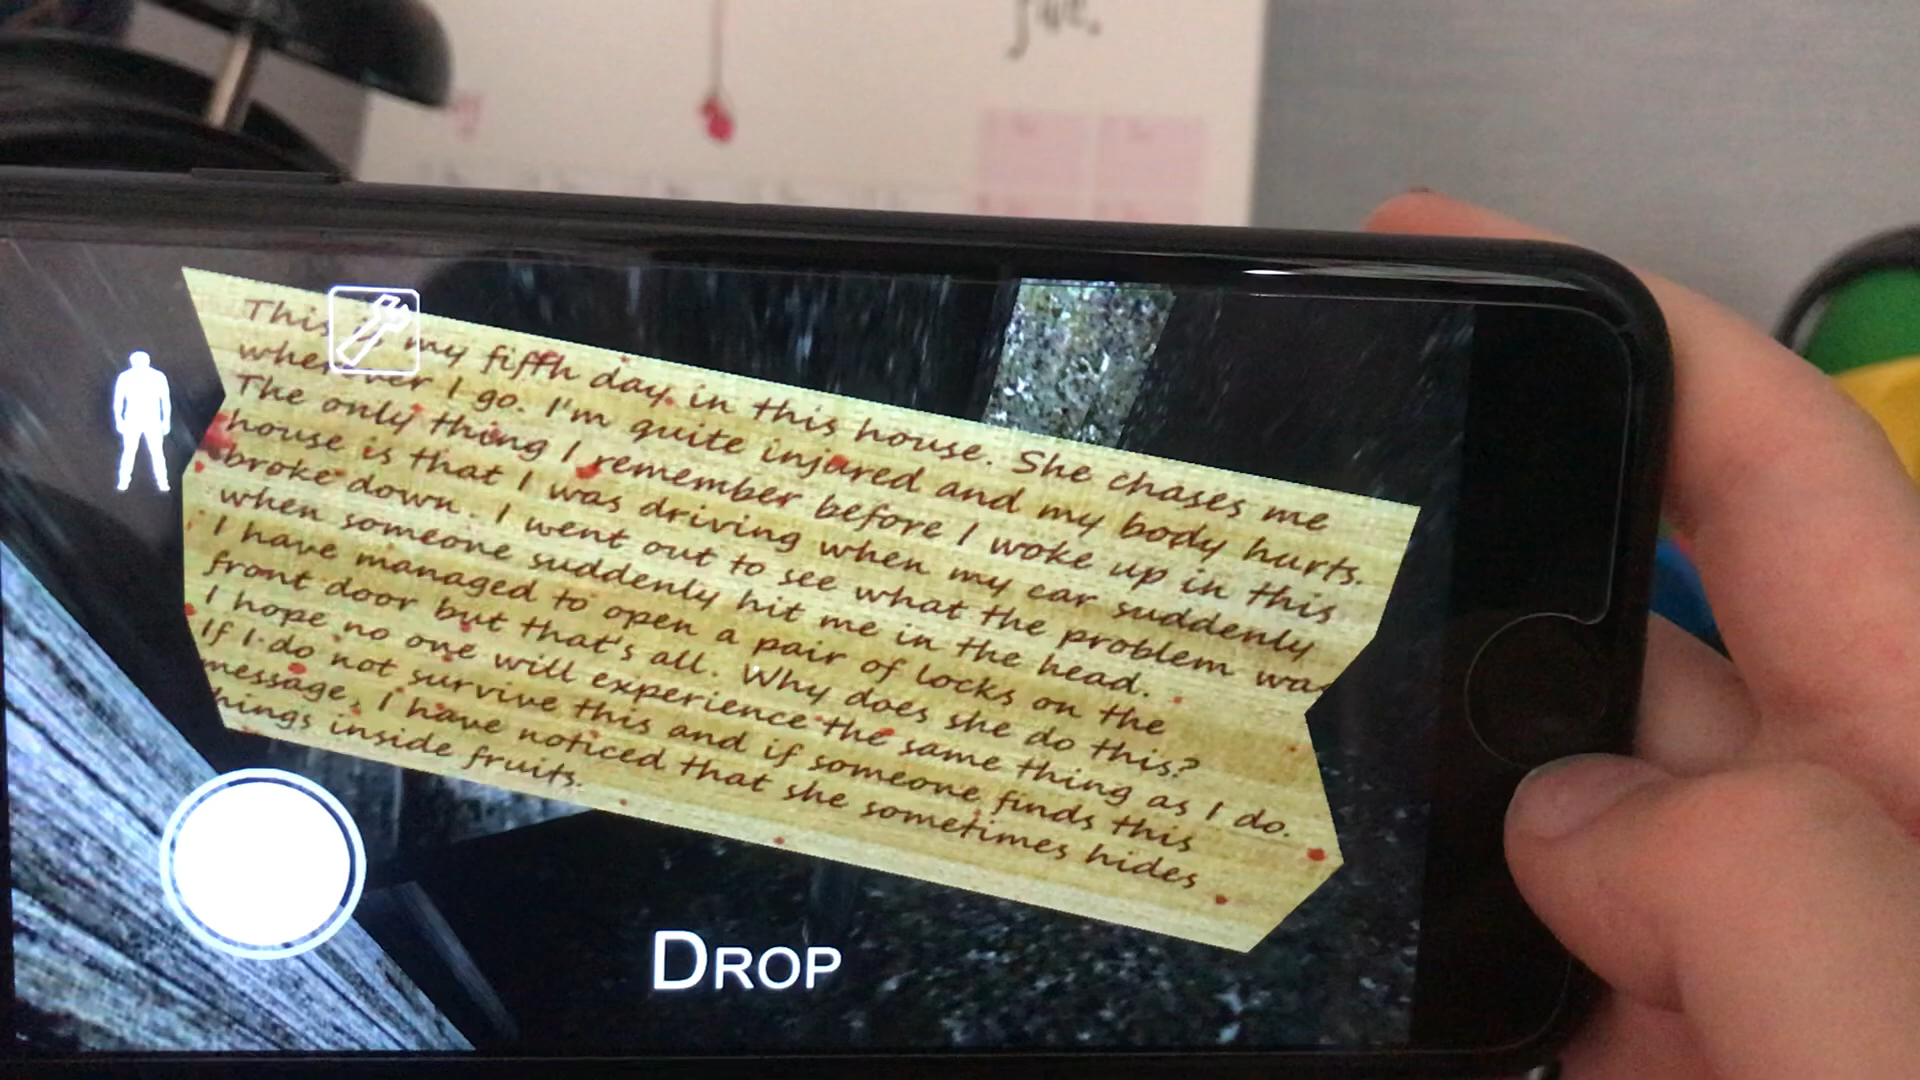 five.
This is my fifth day in this house. She chases me
wherever I go. I'm quite injured and my body hurts.
The only thing I remember before I woke up in this
house is that I was driving when my car suddenly
broke down. I went out to see what the problem was
when someone suddenly hit me in the head.
I have managed to open a pair of locks on the
front door but that's all. Why does she do this?
I hope no one will experience the same thing as I do.
If I do not survive this and if someone finds this
message, I have noticed that she sometimes hides
things inside fruits.
DROP